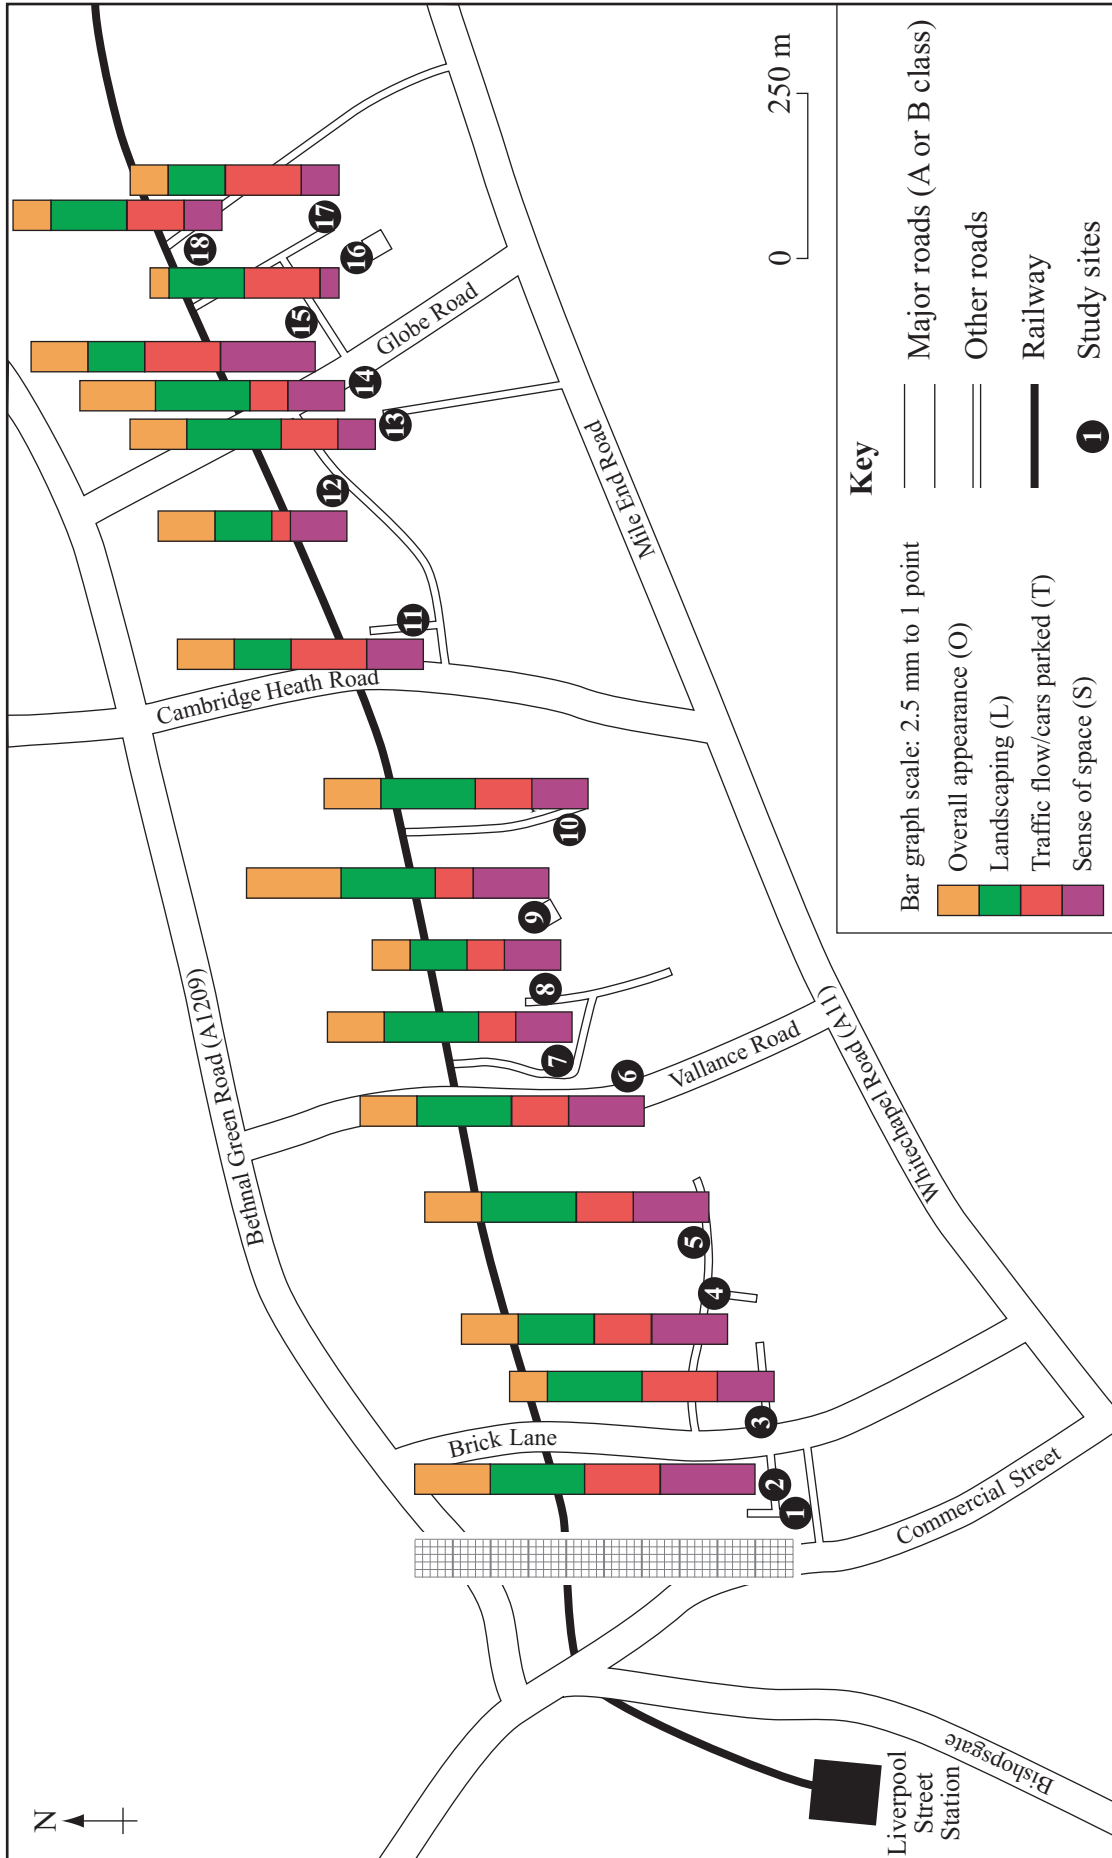 N
Liverpool
Street
Station
Bishopsgate
Commercial Street
Brick Lane
Bethnal Green Road (A1209)
Vallance Road
Whitechapel Road (A11)
Cambridge Heath Road
Mile End Road
Globe Road
1
2
3
4
5
6
7
8
9
10
11
12
13
14
15
16
17
18
0 250 m
Key
Bar graph scale: 2.5 mm to 1 point
Overall appearance (O)
Landscaping (L)
Traffic flow/cars parked (T)
Sense of space (S)
Major roads (A or B class)
Other roads
Railway
1 Study sites